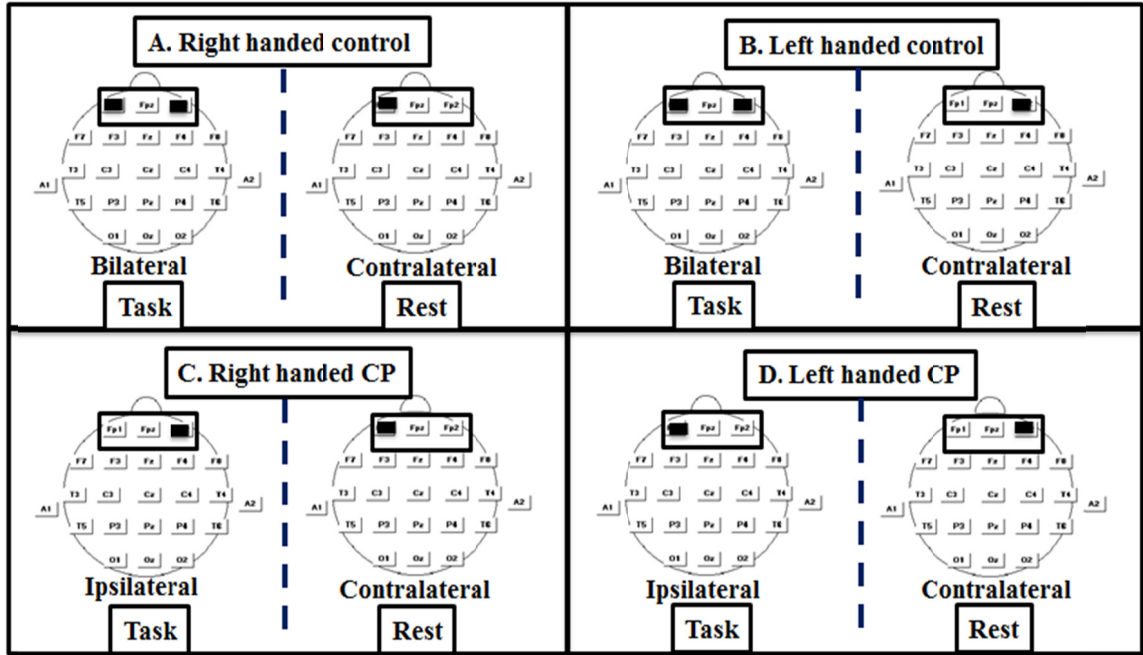 A. Right handed control
Fpz
F7 F3 Fz F4 F8
T3 C3 Cz C4 T4
A1 A2
T5 P3 Pz P4 T6
O1 Oz O2
Bilateral
Task
Fpz Fp2
F7 F3 Fz F4 F8
T3 C3 Cz C4 T4
A1 A2
T5 P3 Pz P4 T6
O1 Oz O2
Contralateral
Rest
B. Left handed control
Fpz
F7 F3 Fz F4 F8
T3 C3 Cz C4 T4
A1 A2
T5 P3 Pz P4 T6
O1 Oz O2
Bilateral
Task
Fp1 Fpz
F7 F3 Fz F4 F8
T3 C3 Cz C4 T4
A1 A2
T5 P3 Pz P4 T6
O1 Oz O2
Contralateral
Rest
C. Right handed CP
Fp1 Fpz
F7 F3 Fz F4 F8
T3 C3 Cz C4 T4
A1 A2
T5 P3 Pz P4 T6
O1 Oz O2
Ipsilateral
Task
Fpz Fp2
F7 F3 Fz F4 F8
T3 C3 Cz C4 T4
A1 A2
T5 P3 Pz P4 T6
O1 Oz O2
Contralateral
Rest
D. Left handed CP
Fpz Fp2
F7 F3 Fz F4 F8
T3 C3 Cz C4 T4
A1 A2
T5 P3 Pz P4 T6
O1 Oz O2
Ipsilateral
Task
Fp1 Fpz
F7 F3 Fz F4 F8
T3 C3 Cz C4 T4
A1 A2
T5 P3 Pz P4 T6
O1 Oz O2
Contralateral
Rest